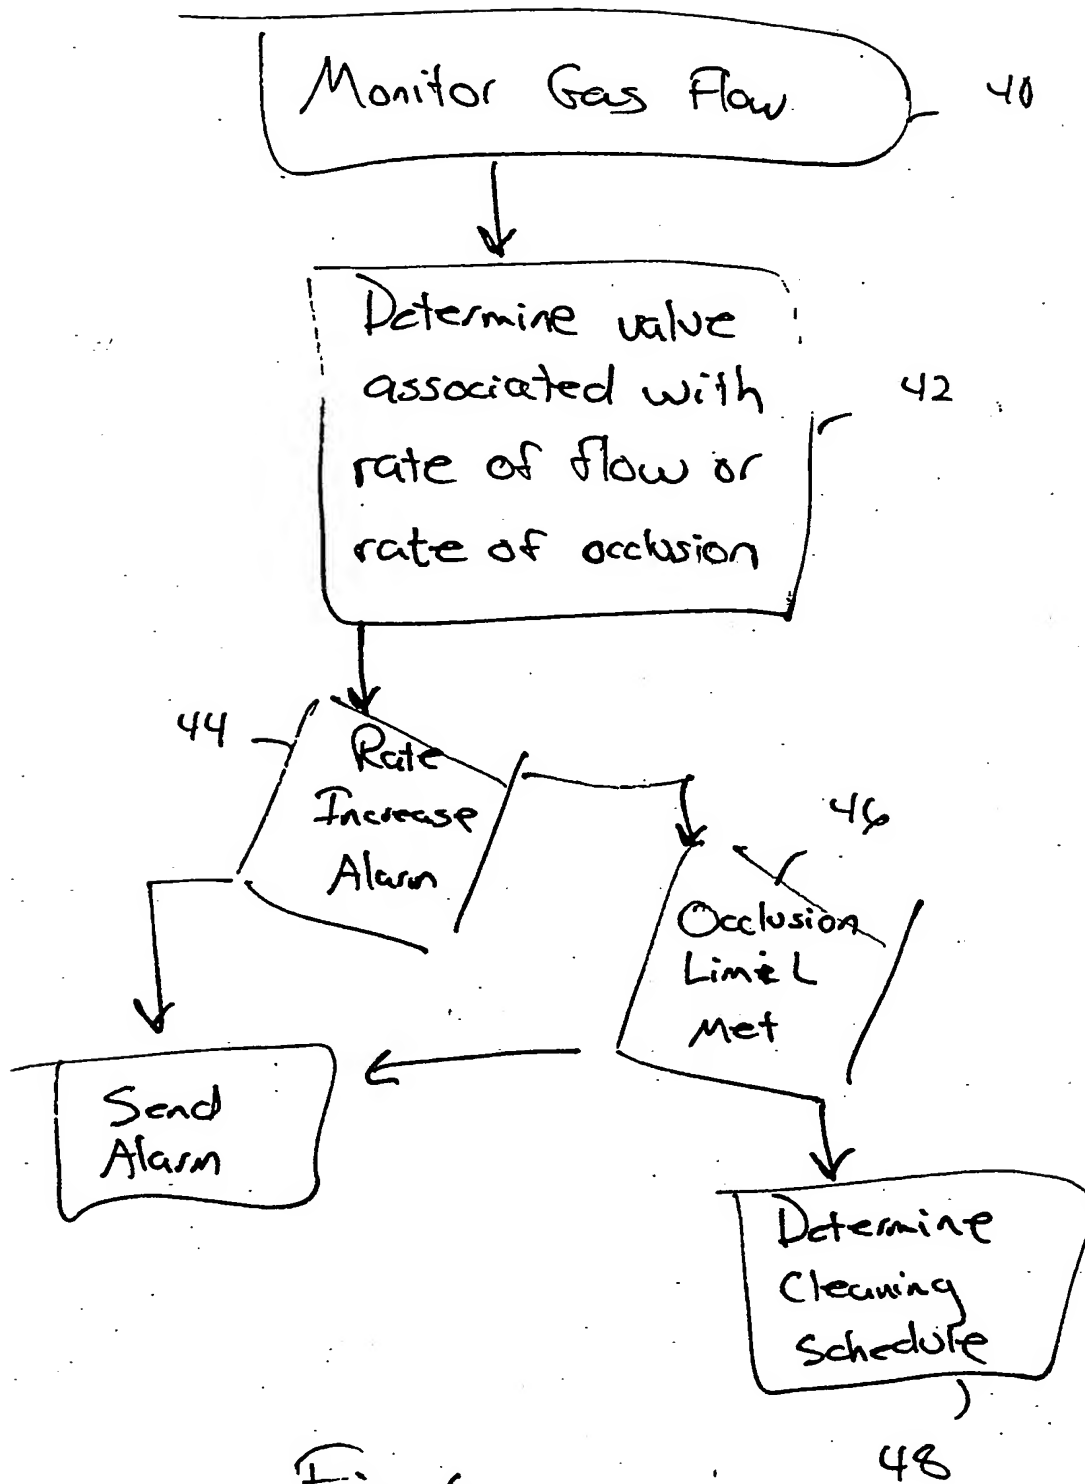 Monitor Gas Flow
40
Determine value
associated with
rate of flow or
rate of occlusion
42
44
Rate
Increase
Alarm
46
Occlusion
Limit
Met
Send
Alarm
Determine
Cleaning
Schedule
48